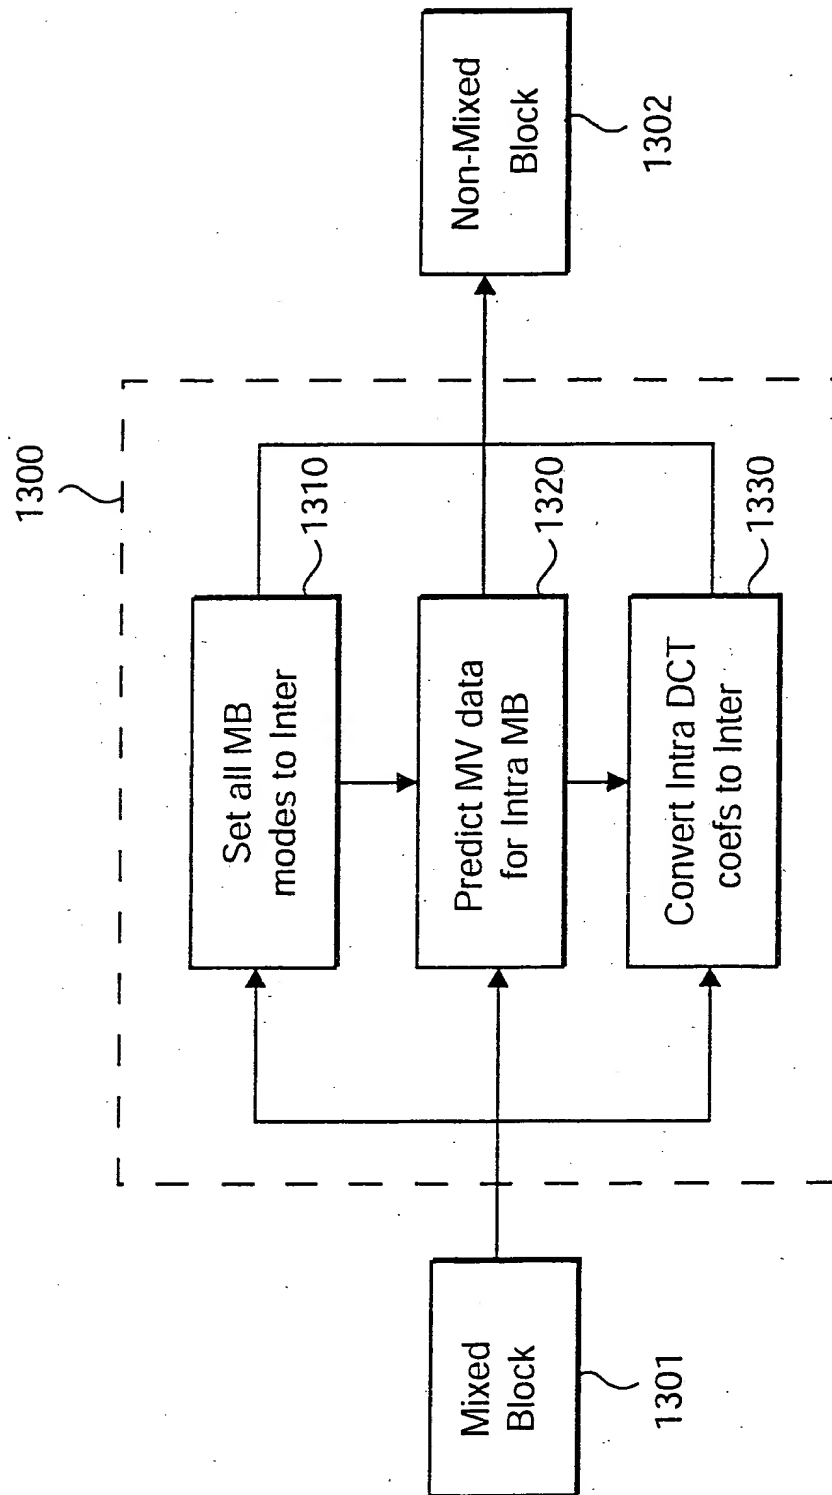 1300
Mixed
Block
1301
Set all MB
modes to Inter
1310
Predict MV data
for Intra MB
1320
Convert Intra DCT
coefs to Inter
1330
Non-Mixed
Block
1302